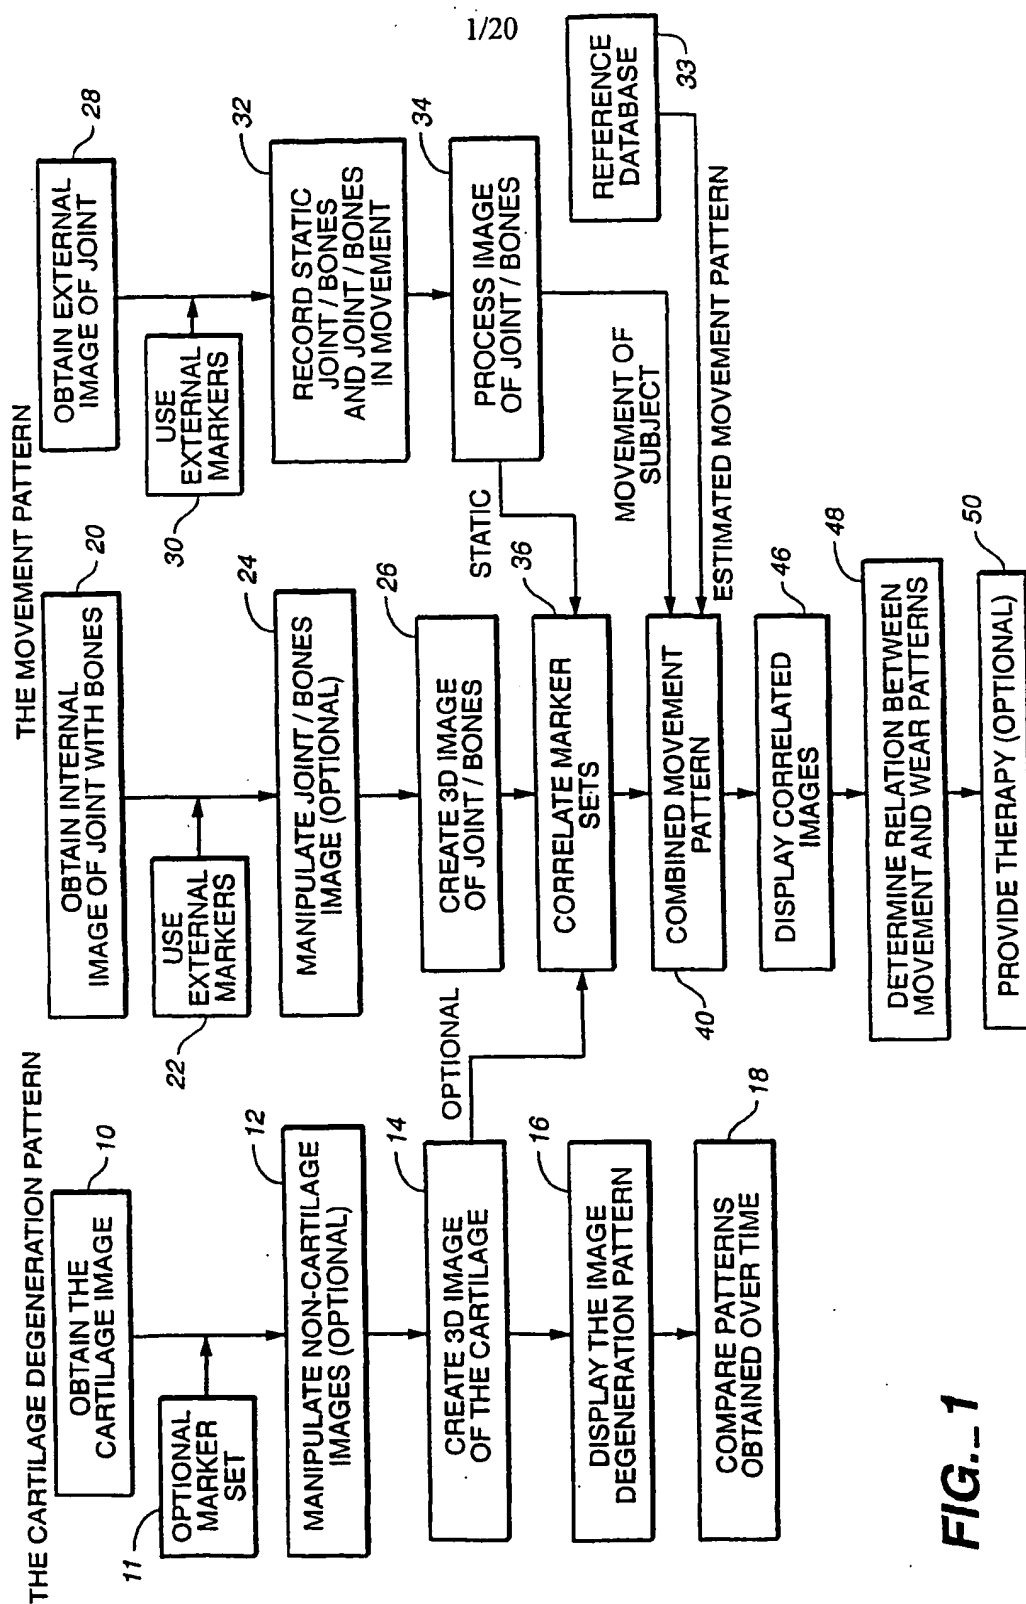 1/20
THE CARTILAGE DEGENERATION PATTERN
10
OBTAIN THE
CARTILAGE IMAGE
11
OPTIONAL
MARKER
SET
12
MANIPULATE NON-CARTILAGE
IMAGES (OPTIONAL)
14
CREATE 3D IMAGE
OF THE CARTILAGE
OPTIONAL
16
DISPLAY THE IMAGE
DEGENERATION PATTERN
18
COMPARE PATTERNS
OBTAINED OVER TIME
THE MOVEMENT PATTERN
20
OBTAIN INTERNAL
IMAGE OF JOINT WITH BONES
22
USE
EXTERNAL
MARKERS
24
MANIPULATE JOINT / BONES
IMAGE (OPTIONAL)
26
CREATE 3D IMAGE
OF JOINT / BONES
28
OBTAIN EXTERNAL
IMAGE OF JOINT
30
USE
EXTERNAL
MARKERS
32
RECORD STATIC
JOINT / BONES
AND JOINT / BONES
IN MOVEMENT
34
PROCESS IMAGE
OF JOINT / BONES
STATIC
36
CORRELATE MARKER
SETS
MOVEMENT OF
SUBJECT
33
REFERENCE
DATABASE
ESTIMATED MOVEMENT PATTERN
40
COMBINED MOVEMENT
PATTERN
46
DISPLAY CORRELATED
IMAGES
48
DETERMINE RELATION BETWEEN
MOVEMENT AND WEAR PATTERNS
50
PROVIDE THERAPY (OPTIONAL)
FIG._1